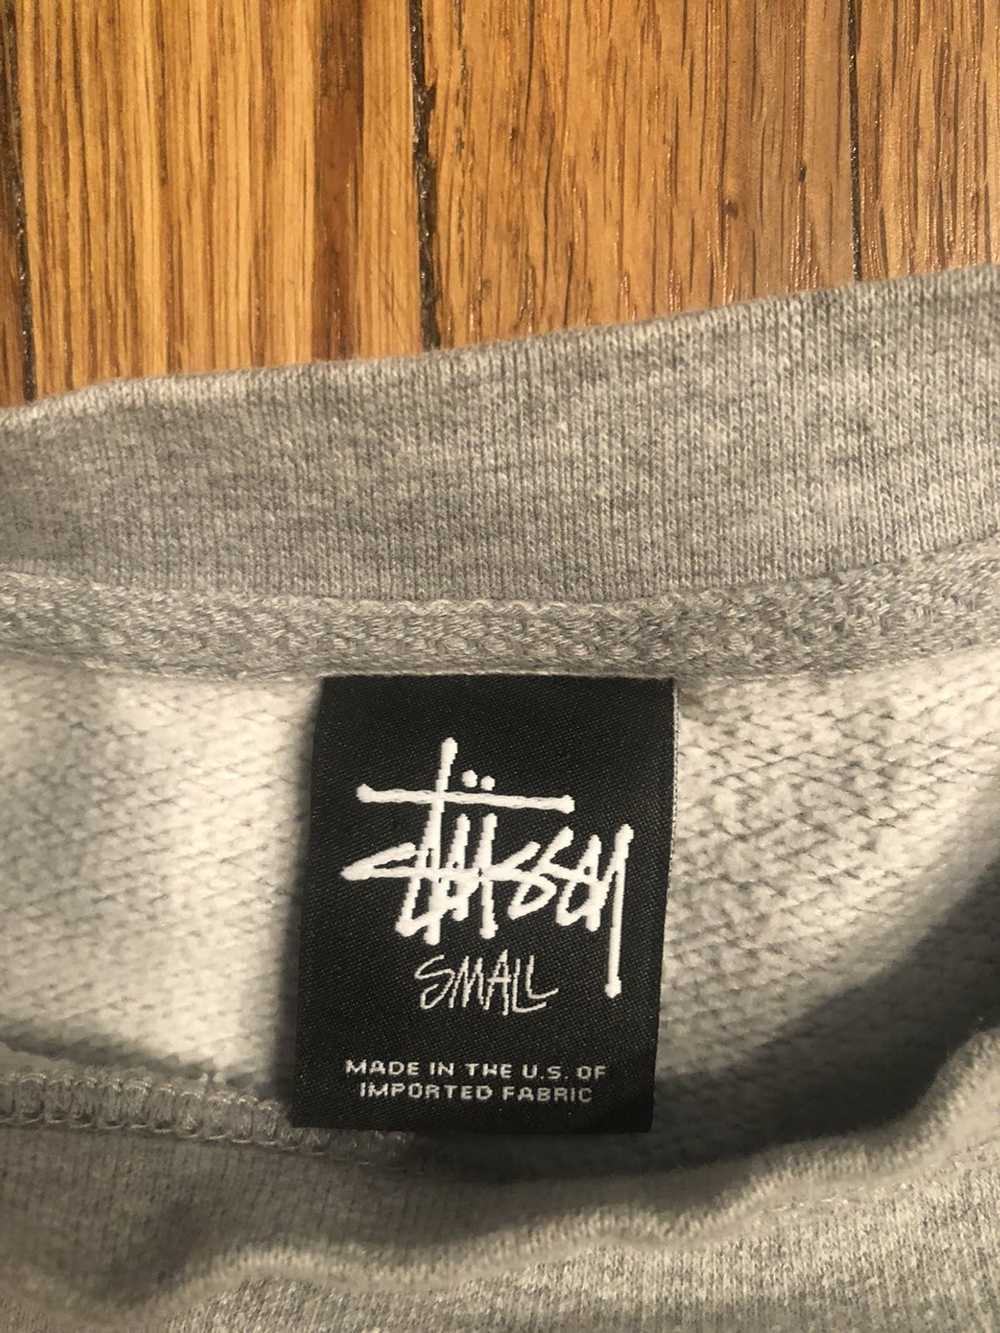 Stüssy
SMALL
MADE IN THE U.S. OF
IMPORTED FABRIC